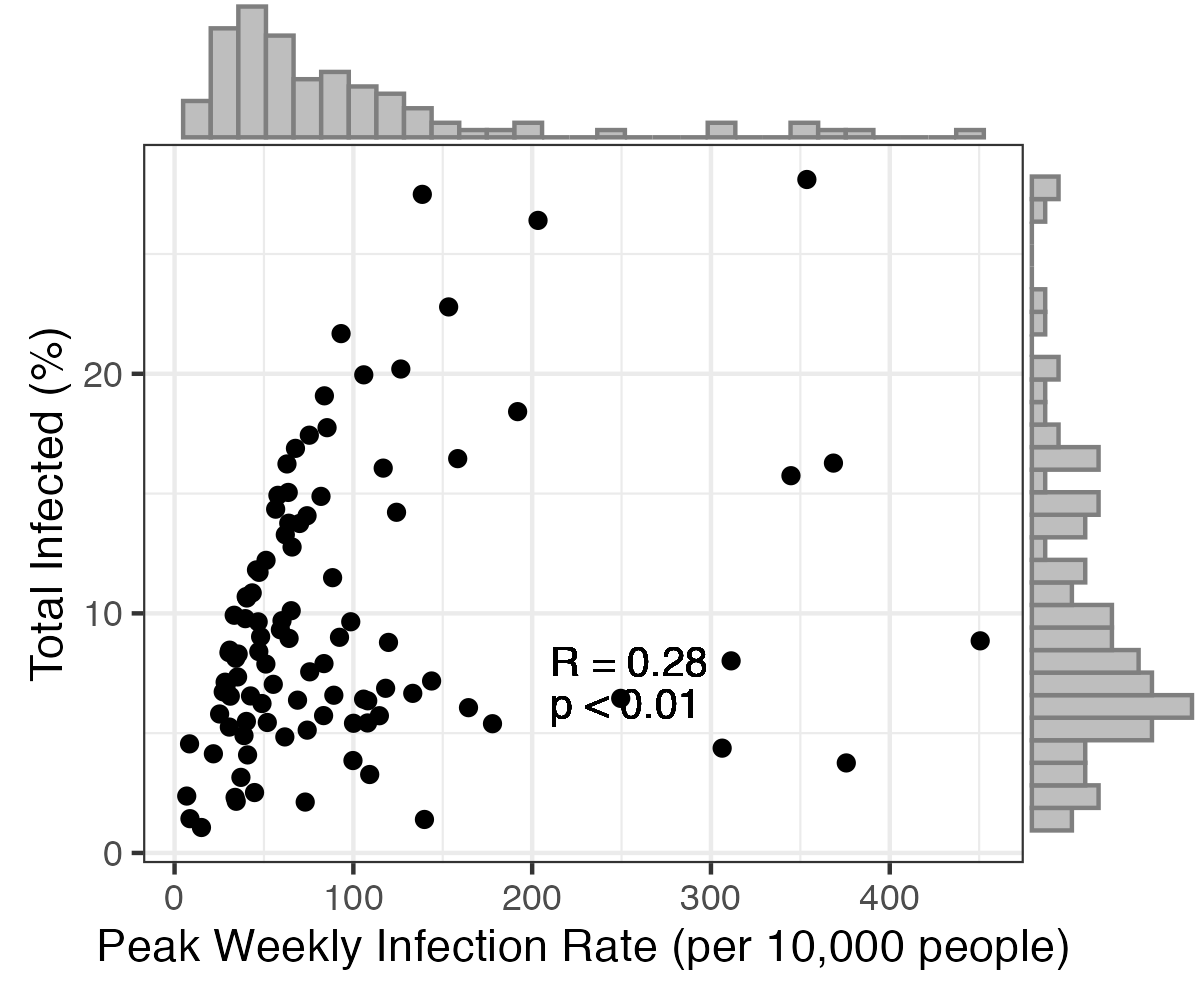 Total Infected (%)
20
10
0
R = 0.28
p < 0.01
0 100 200 300 400
Peak Weekly Infection Rate (per 10,000 people)